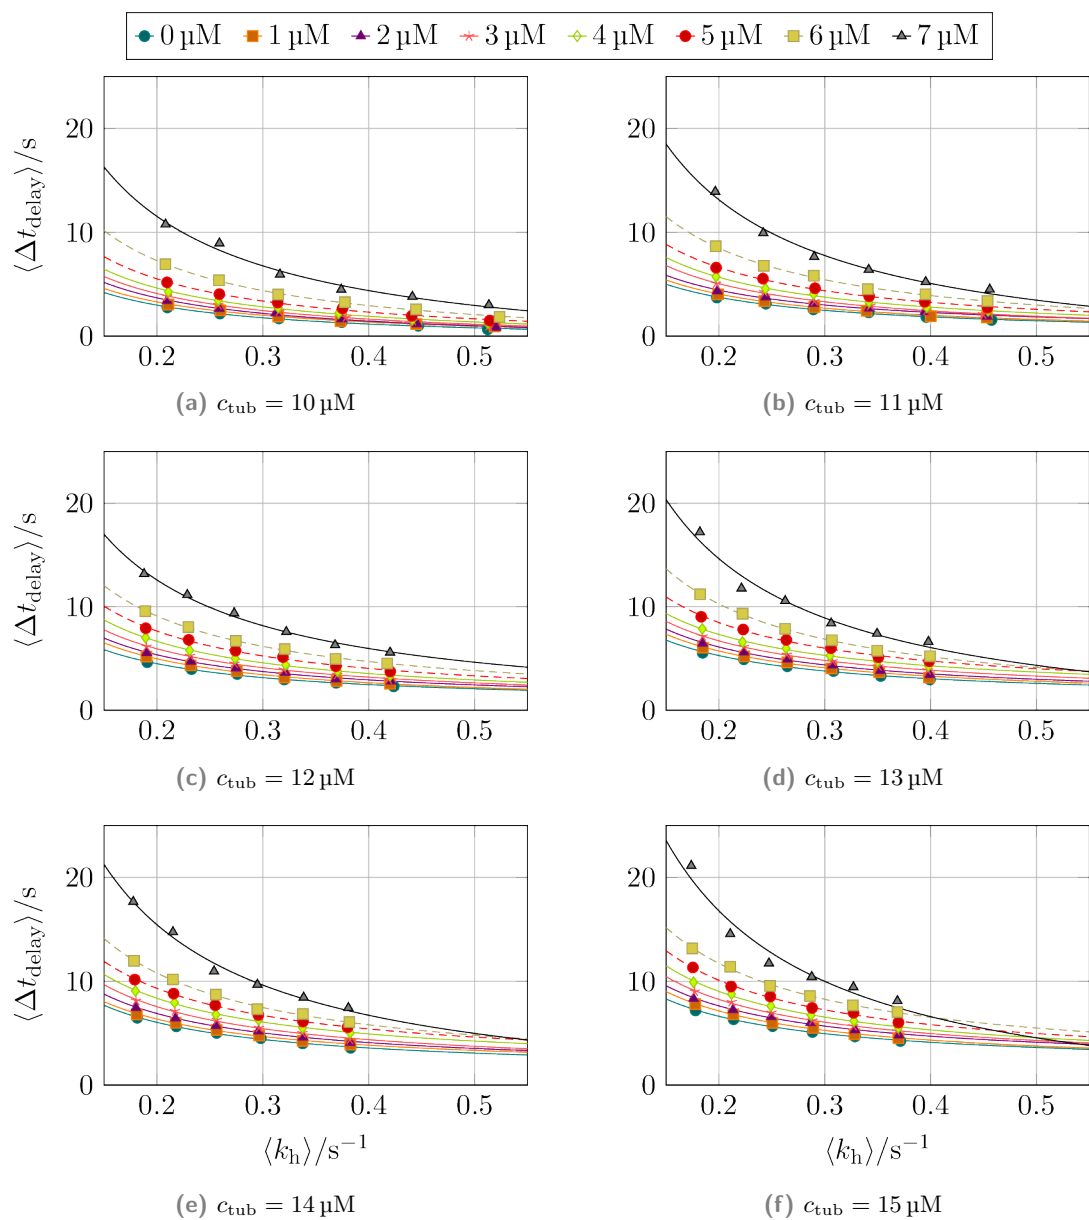 0 µM 1 µM 2 µM 3 µM 4 µM 5 µM 6 µM 7 µM
⟨Δt_delay⟩/s
20
10
0
0.2 0.3 0.4 0.5
(a) c_tub = 10 µM
20
10
0
0.2 0.3 0.4 0.5
(b) c_tub = 11 µM
⟨Δt_delay⟩/s
20
10
0
0.2 0.3 0.4 0.5
(c) c_tub = 12 µM
20
10
0
0.2 0.3 0.4 0.5
(d) c_tub = 13 µM
⟨Δt_delay⟩/s
20
10
0
0.2 0.3 0.4 0.5
⟨k_h⟩/s⁻¹
(e) c_tub = 14 µM
20
10
0
0.2 0.3 0.4 0.5
⟨k_h⟩/s⁻¹
(f) c_tub = 15 µM